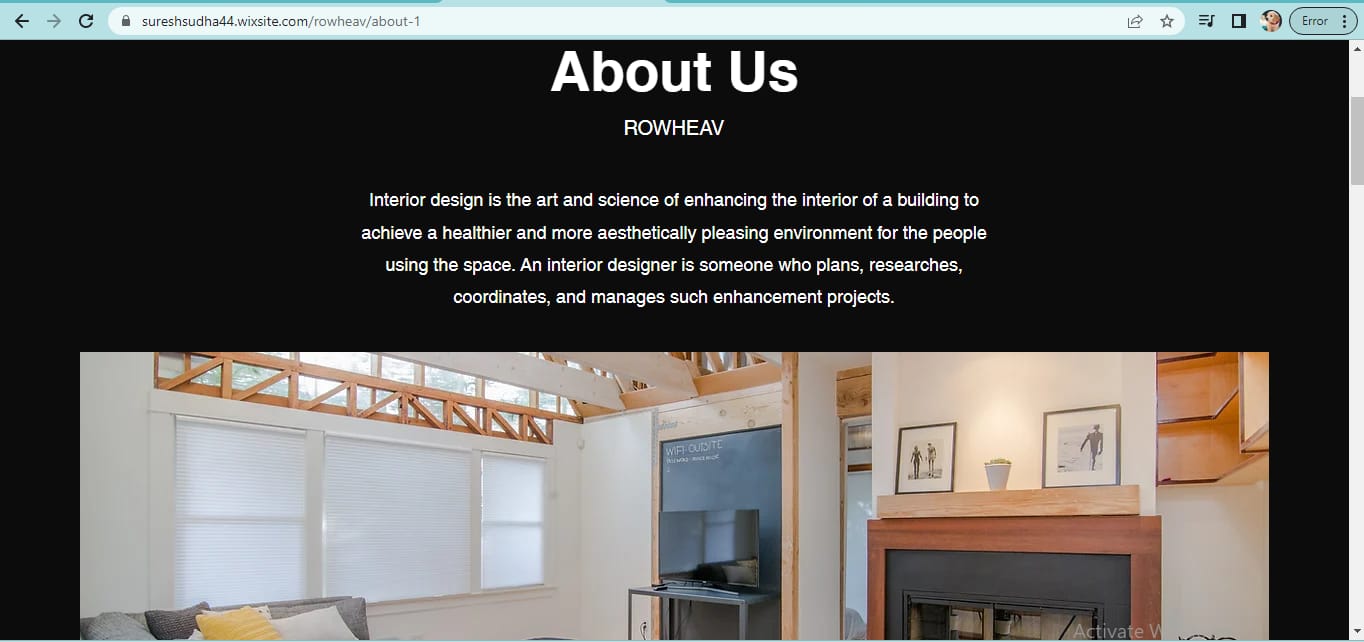 sureshsudha44.wixsite.com/rowheav/about-1
Error
About Us
ROWHEAV
Interior design is the art and science of enhancing the interior of a building to
achieve a healthier and more aesthetically pleasing environment for the people
using the space. An interior designer is someone who plans, researches,
coordinates, and manages such enhancement projects.
Activate W